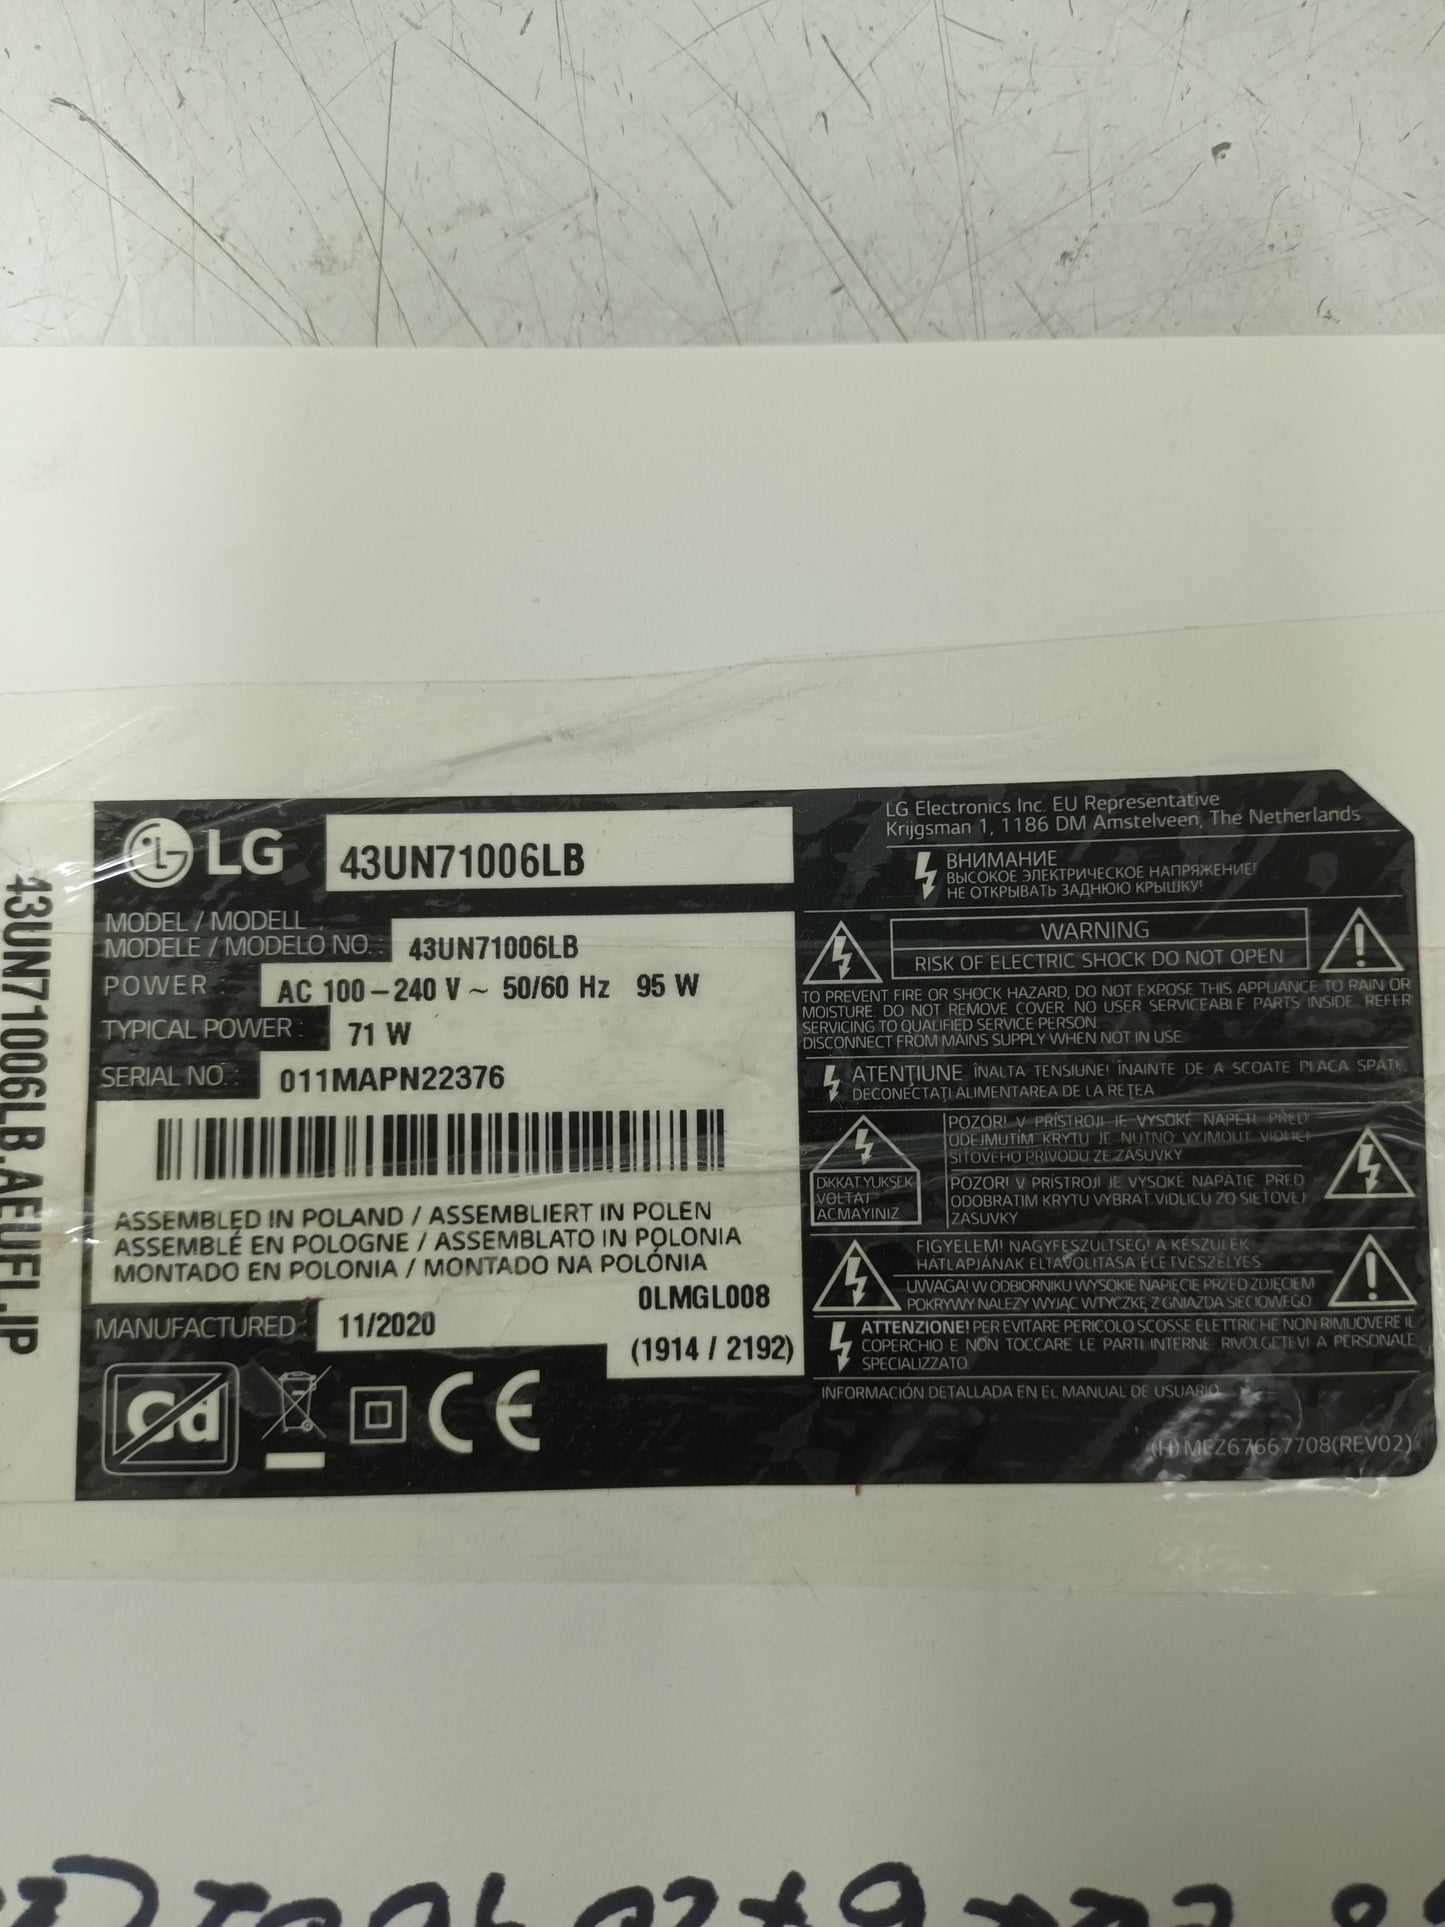 LG 43UN71006LB
MODEL / MODELL
MODELE / MODELO NO. : 43UN71006LB
POWER : AC 100 – 240 V ~ 50/60 Hz 95 W
TYPICAL POWER : 71 W
SERIAL NO. : 011MAPN22376
ASSEMBLED IN POLAND / ASSEMBLIERT IN POLEN
ASSEMBLÉ EN POLOGNE / ASSEMBLATO IN POLONIA
MONTADO EN POLONIA / MONTADO NA POLÓNIA
0LMGL008
MANUFACTURED : 11/2020
(1914 / 2192)
Cd
CE
43UN71006LB.AEUFLJP
LG Electronics Inc. EU Representative
Krijgsman 1, 1186 DM Amstelveen, The Netherlands
ВНИМАНИЕ
ВЫСОКОЕ ЭЛЕКТРИЧЕСКОЕ НАПРЯЖЕНИЕ!
НЕ ОТКРЫВАТЬ ЗАДНЮЮ КРЫШКУ!
WARNING
RISK OF ELECTRIC SHOCK DO NOT OPEN
TO PREVENT FIRE OR SHOCK HAZARD, DO NOT EXPOSE THIS APPLIANCE TO RAIN OR
MOISTURE. DO NOT REMOVE COVER. NO USER SERVICEABLE PARTS INSIDE. REFER
SERVICING TO QUALIFIED SERVICE PERSON.
DISCONNECT FROM MAINS SUPPLY WHEN NOT IN USE.
ATENŢIUNE ÎNALTA TENSIUNE! ÎNAINTE DE A SCOATE PLACA SPATE,
DECONECTAŢI ALIMENTAREA DE LA REŢEA
DIKKAT YUKSEK
VOLTAJ
ACMAYINIZ
POZOR! V PŘÍSTROJI JE VYSOKÉ NAPĚTÍ. PŘED
ODEJMUTÍM KRYTU JE NUTNO VYJMOUT VIDLICI
SÍŤOVÉHO PŘÍVODU ZE ZÁSUVKY
POZOR! V PRÍSTROJI JE VYSOKÉ NAPÄTIE. PRED
ODOBRATÍM KRYTU VYBRAŤ VIDLICU ZO SIEŤOVEJ
ZÁSUVKY
FIGYELEM! NAGYFESZÜLTSÉG! A KÉSZÜLÉK
HÁTLAPJÁNAK ELTÁVOLÍTÁSA ÉLETVESZÉLYES
UWAGA! W ODBIORNIKU WYSOKIE NAPIĘCIE PRZED ZDJĘCIEM
POKRYWY NALEŻY WYJĄĆ WTYCZKĘ Z GNIAZDA SIECIOWEGO
ATTENZIONE! PER EVITARE PERICOLO SCOSSE ELETTRICHE NON RIMUOVERE IL
COPERCHIO E NON TOCCARE LE PARTI INTERNE. RIVOLGETEVI A PERSONALE
SPECIALIZZATO.
INFORMACIÓN DETALLADA EN EL MANUAL DE USUARIO
(H) MEZ67667708(REV02)